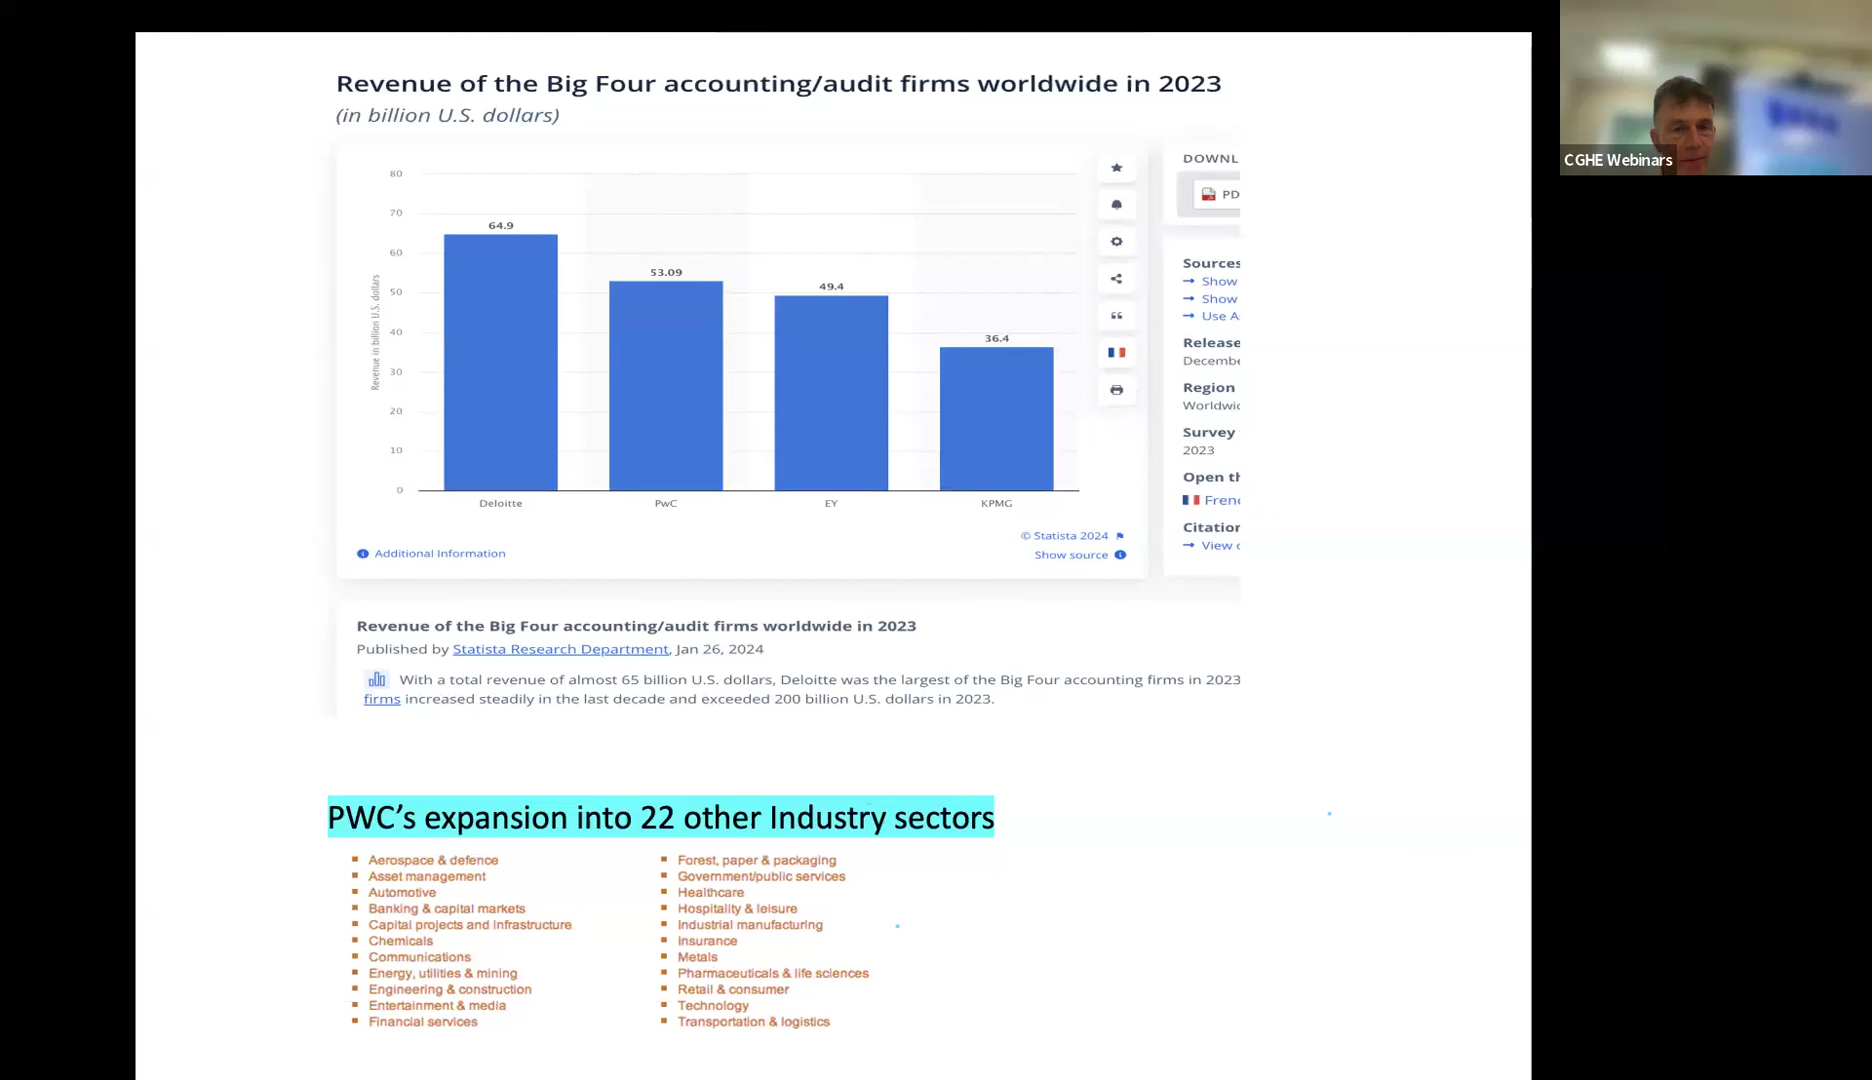 Revenue of the Big Four accounting/audit firms worldwide in 2023
(in billion U.S. dollars)
80
70
60
50
40
30
20
10
0
Revenue in billion U.S. dollars
64.9
53.09
49.4
36.4
Deloitte
PwC
EY
KPMG
© Statista 2024
Additional Information
Show source
DOWNL
PD
Sources
Show
Show
Use A
Release
Decembe
Region
Worldwid
Survey
2023
Open th
Frenc
Citation
View
Revenue of the Big Four accounting/audit firms worldwide in 2023
Published by Statista Research Department, Jan 26, 2024
With a total revenue of almost 65 billion U.S. dollars, Deloitte was the largest of the Big Four accounting firms in 2023
firms increased steadily in the last decade and exceeded 200 billion U.S. dollars in 2023.
PWC’s expansion into 22 other Industry sectors
Aerospace & defence
Asset management
Automotive
Banking & capital markets
Capital projects and infrastructure
Chemicals
Communications
Energy, utilities & mining
Engineering & construction
Entertainment & media
Financial services
Forest, paper & packaging
Government/public services
Healthcare
Hospitality & leisure
Industrial manufacturing
Insurance
Metals
Pharmaceuticals & life sciences
Retail & consumer
Technology
Transportation & logistics
CGHE Webinars